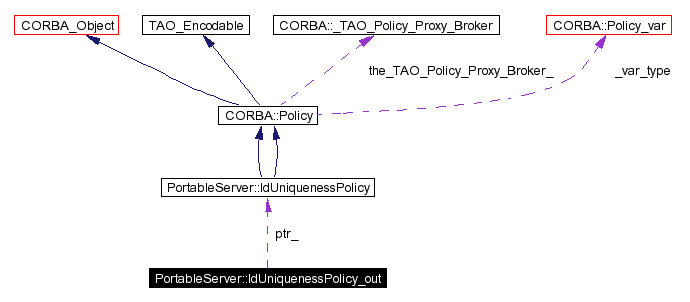 CORBA_Object
TAO_Encodable
CORBA::_TAO_Policy_Proxy_Broker
CORBA::Policy_var
the_TAO_Policy_Proxy_Broker_
_var_type
CORBA::Policy
PortableServer::IdUniquenessPolicy
ptr_
PortableServer::IdUniquenessPolicy_out